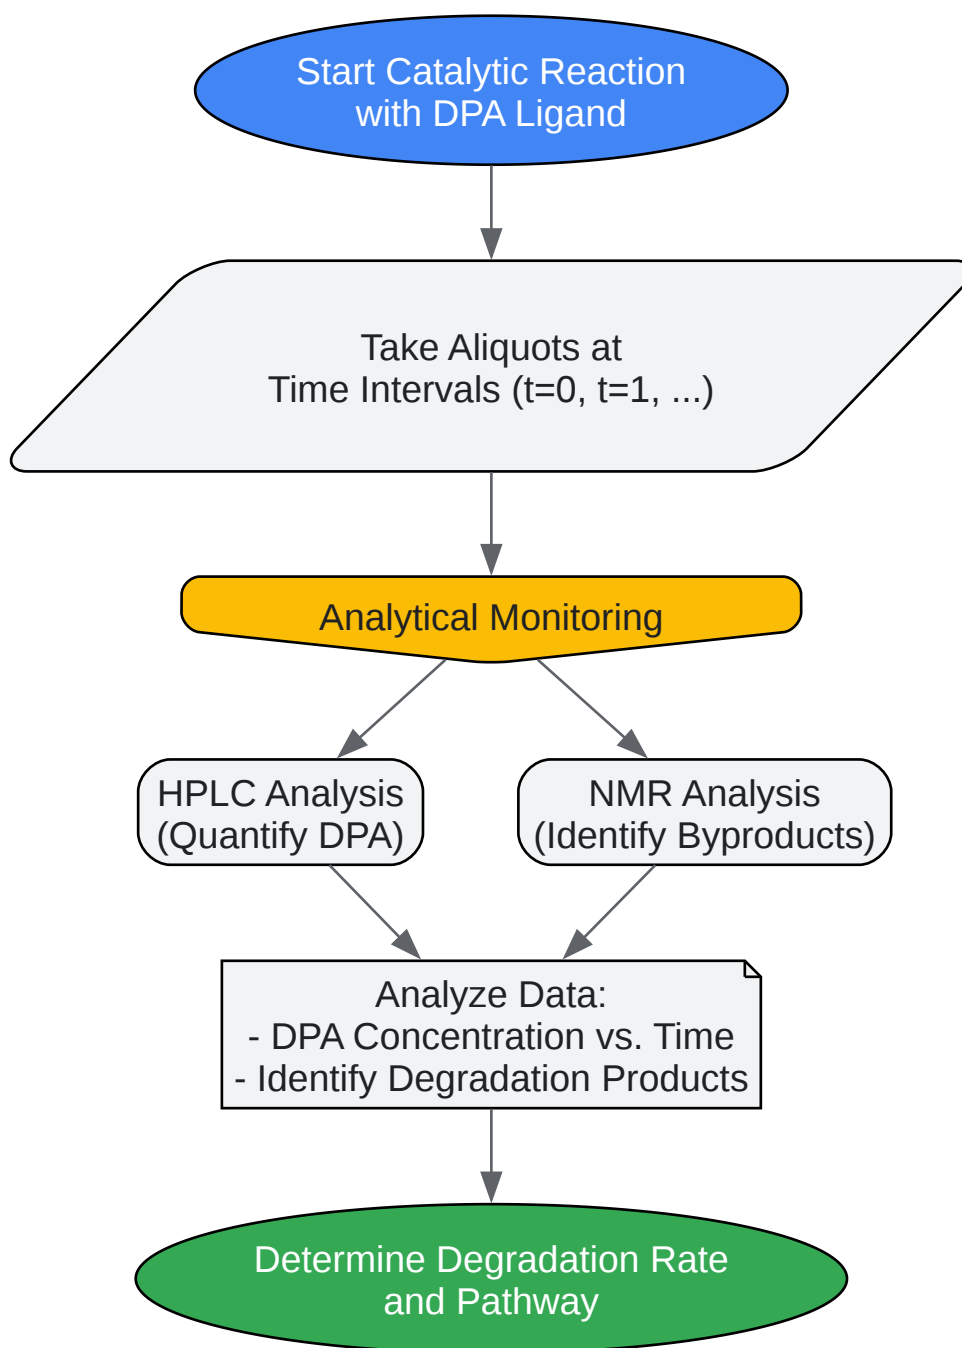 Start Catalytic Reaction
with DPA Ligand
Take Aliquots at
Time Intervals (t=0, t=1, ...)
Analytical Monitoring
HPLC Analysis
(Quantify DPA)
NMR Analysis
(Identify Byproducts)
Analyze Data:
- DPA Concentration vs. Time
- Identify Degradation Products
Determine Degradation Rate
and Pathway